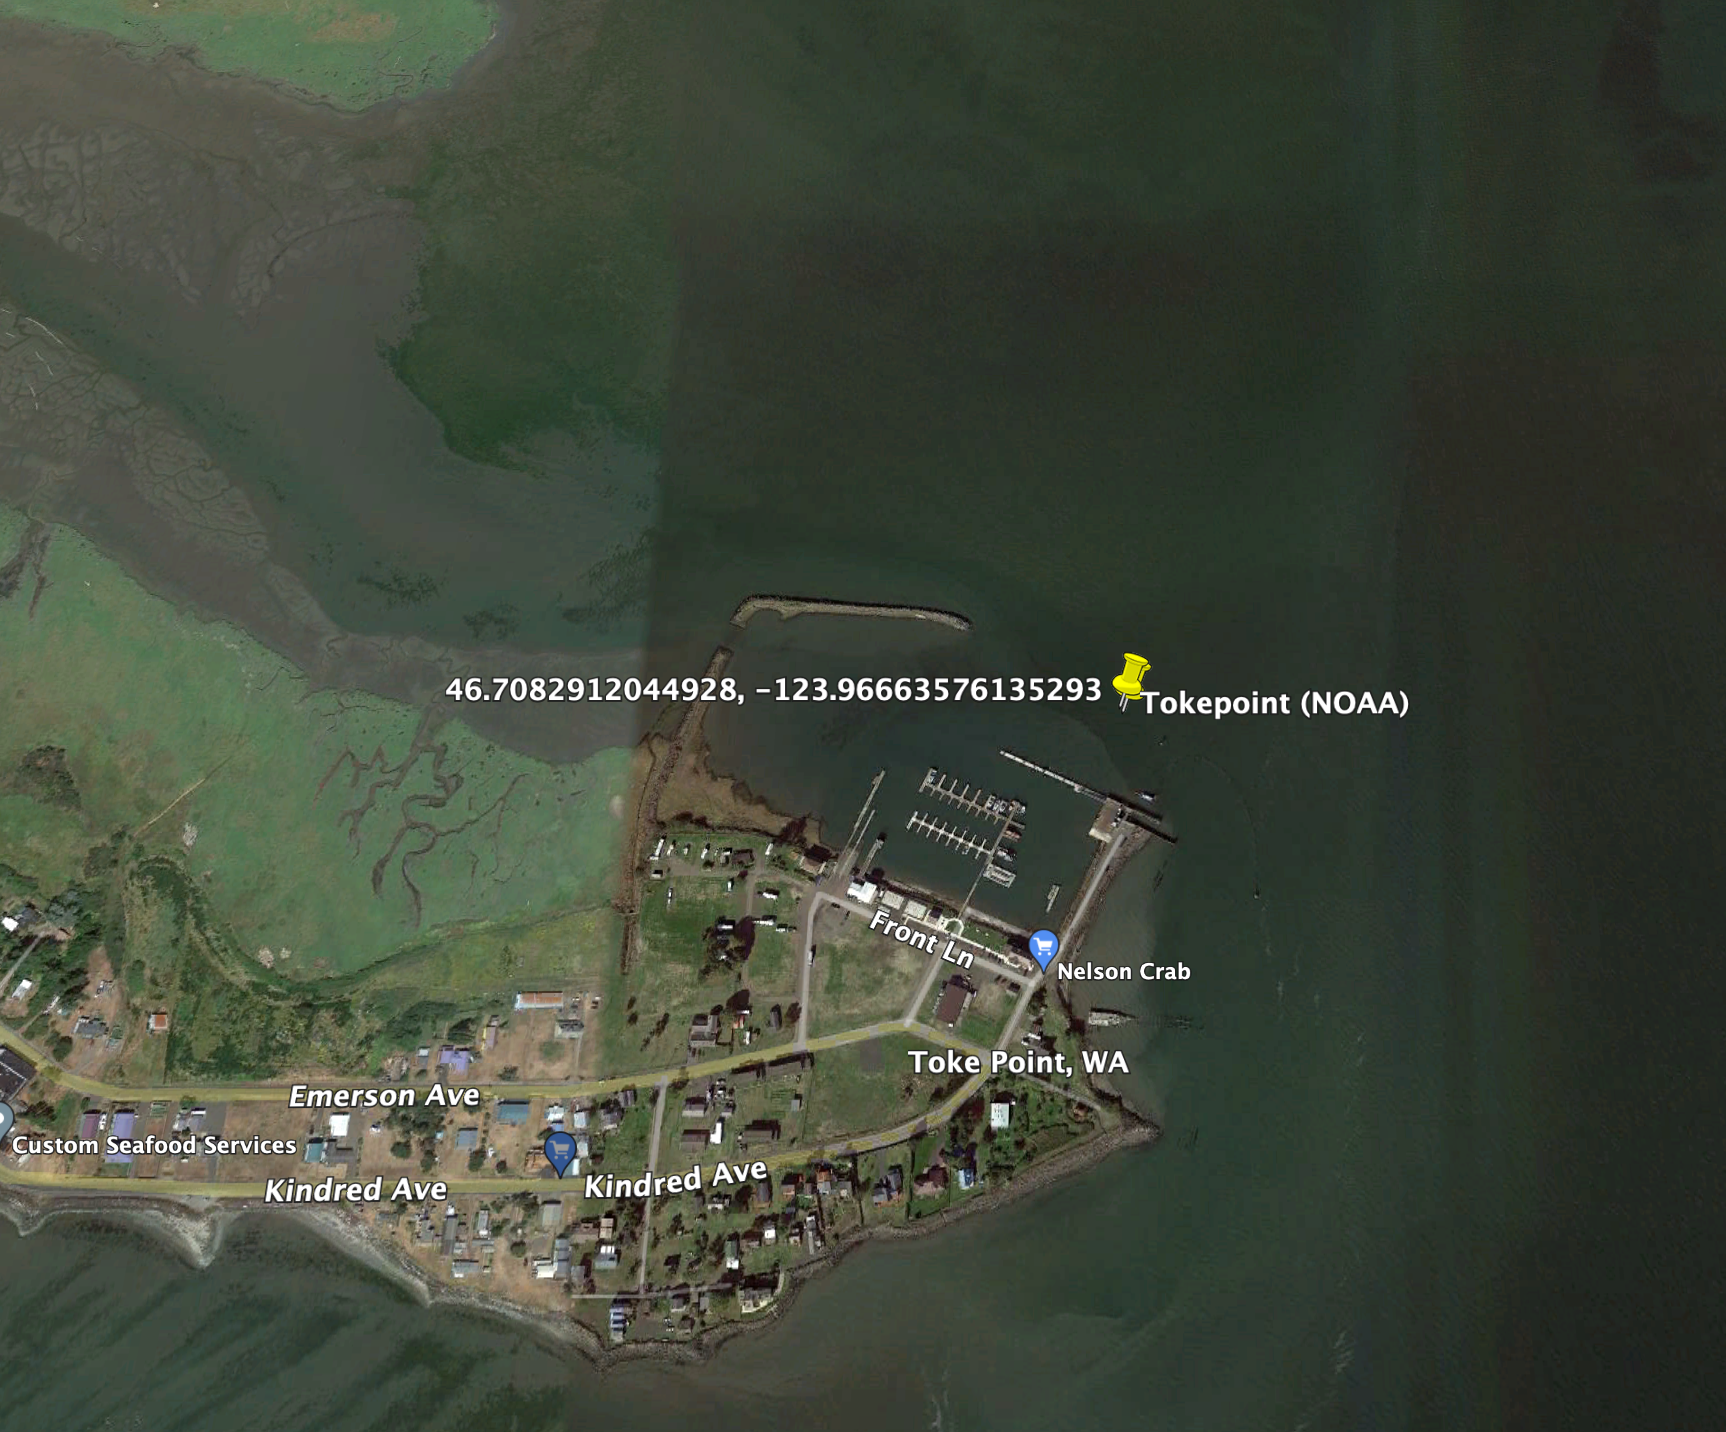 46.7082912044928, -123.96663576135293
Tokepoint (NOAA)
Front Ln
Nelson Crab
Toke Point, WA
Emerson Ave
Custom Seafood Services
Kindred Ave
Kindred Ave